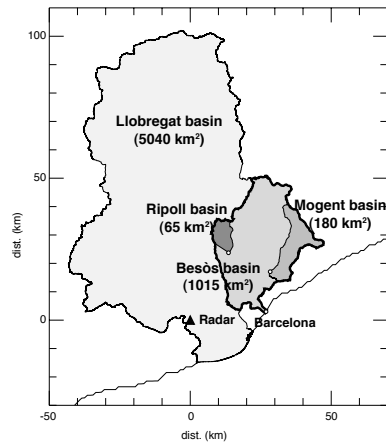 100
Llobregat basin
(5040 km²)
dist. (km)
50
Ripoll basin
(65 km²)
Mogent basin
(180 km²)
Besòs basin
(1015 km²)
0
Radar
Barcelona
-50
0
50
dist. (km)